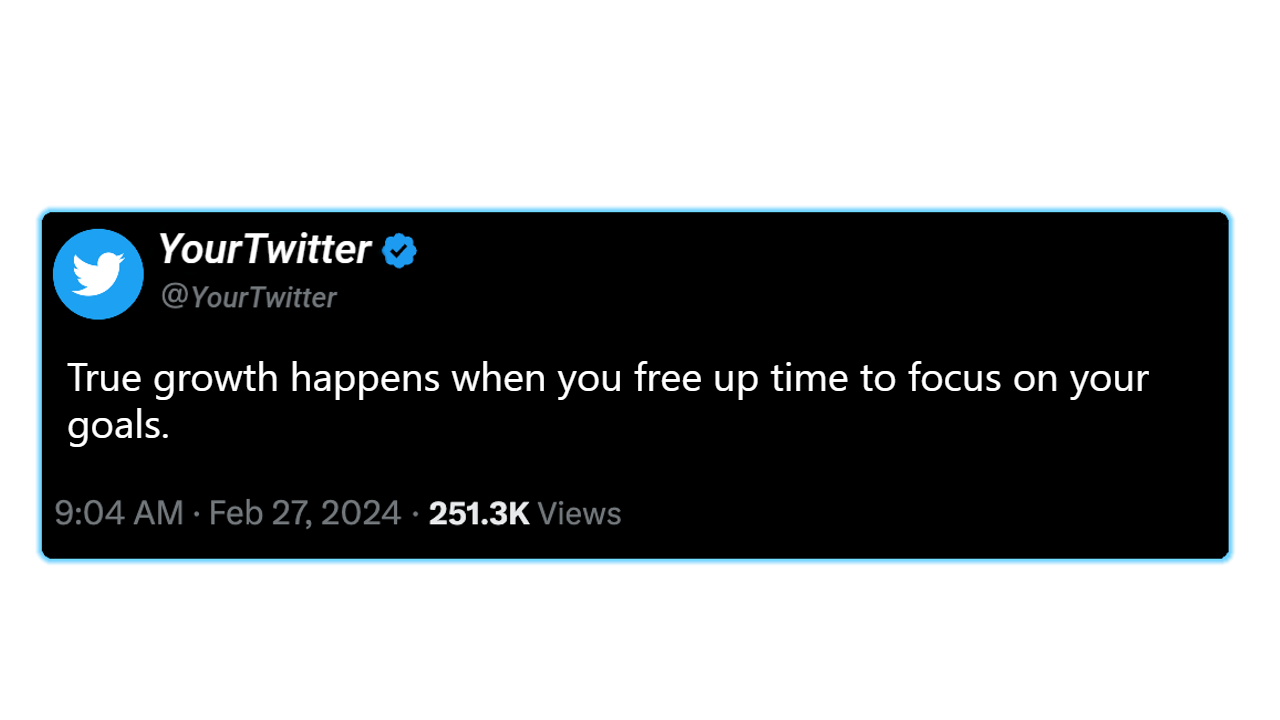 YourTwitter
@YourTwitter
True growth happens when you free up time to focus on your
goals.
9:04 AM · Feb 27, 2024 · 251.3K Views